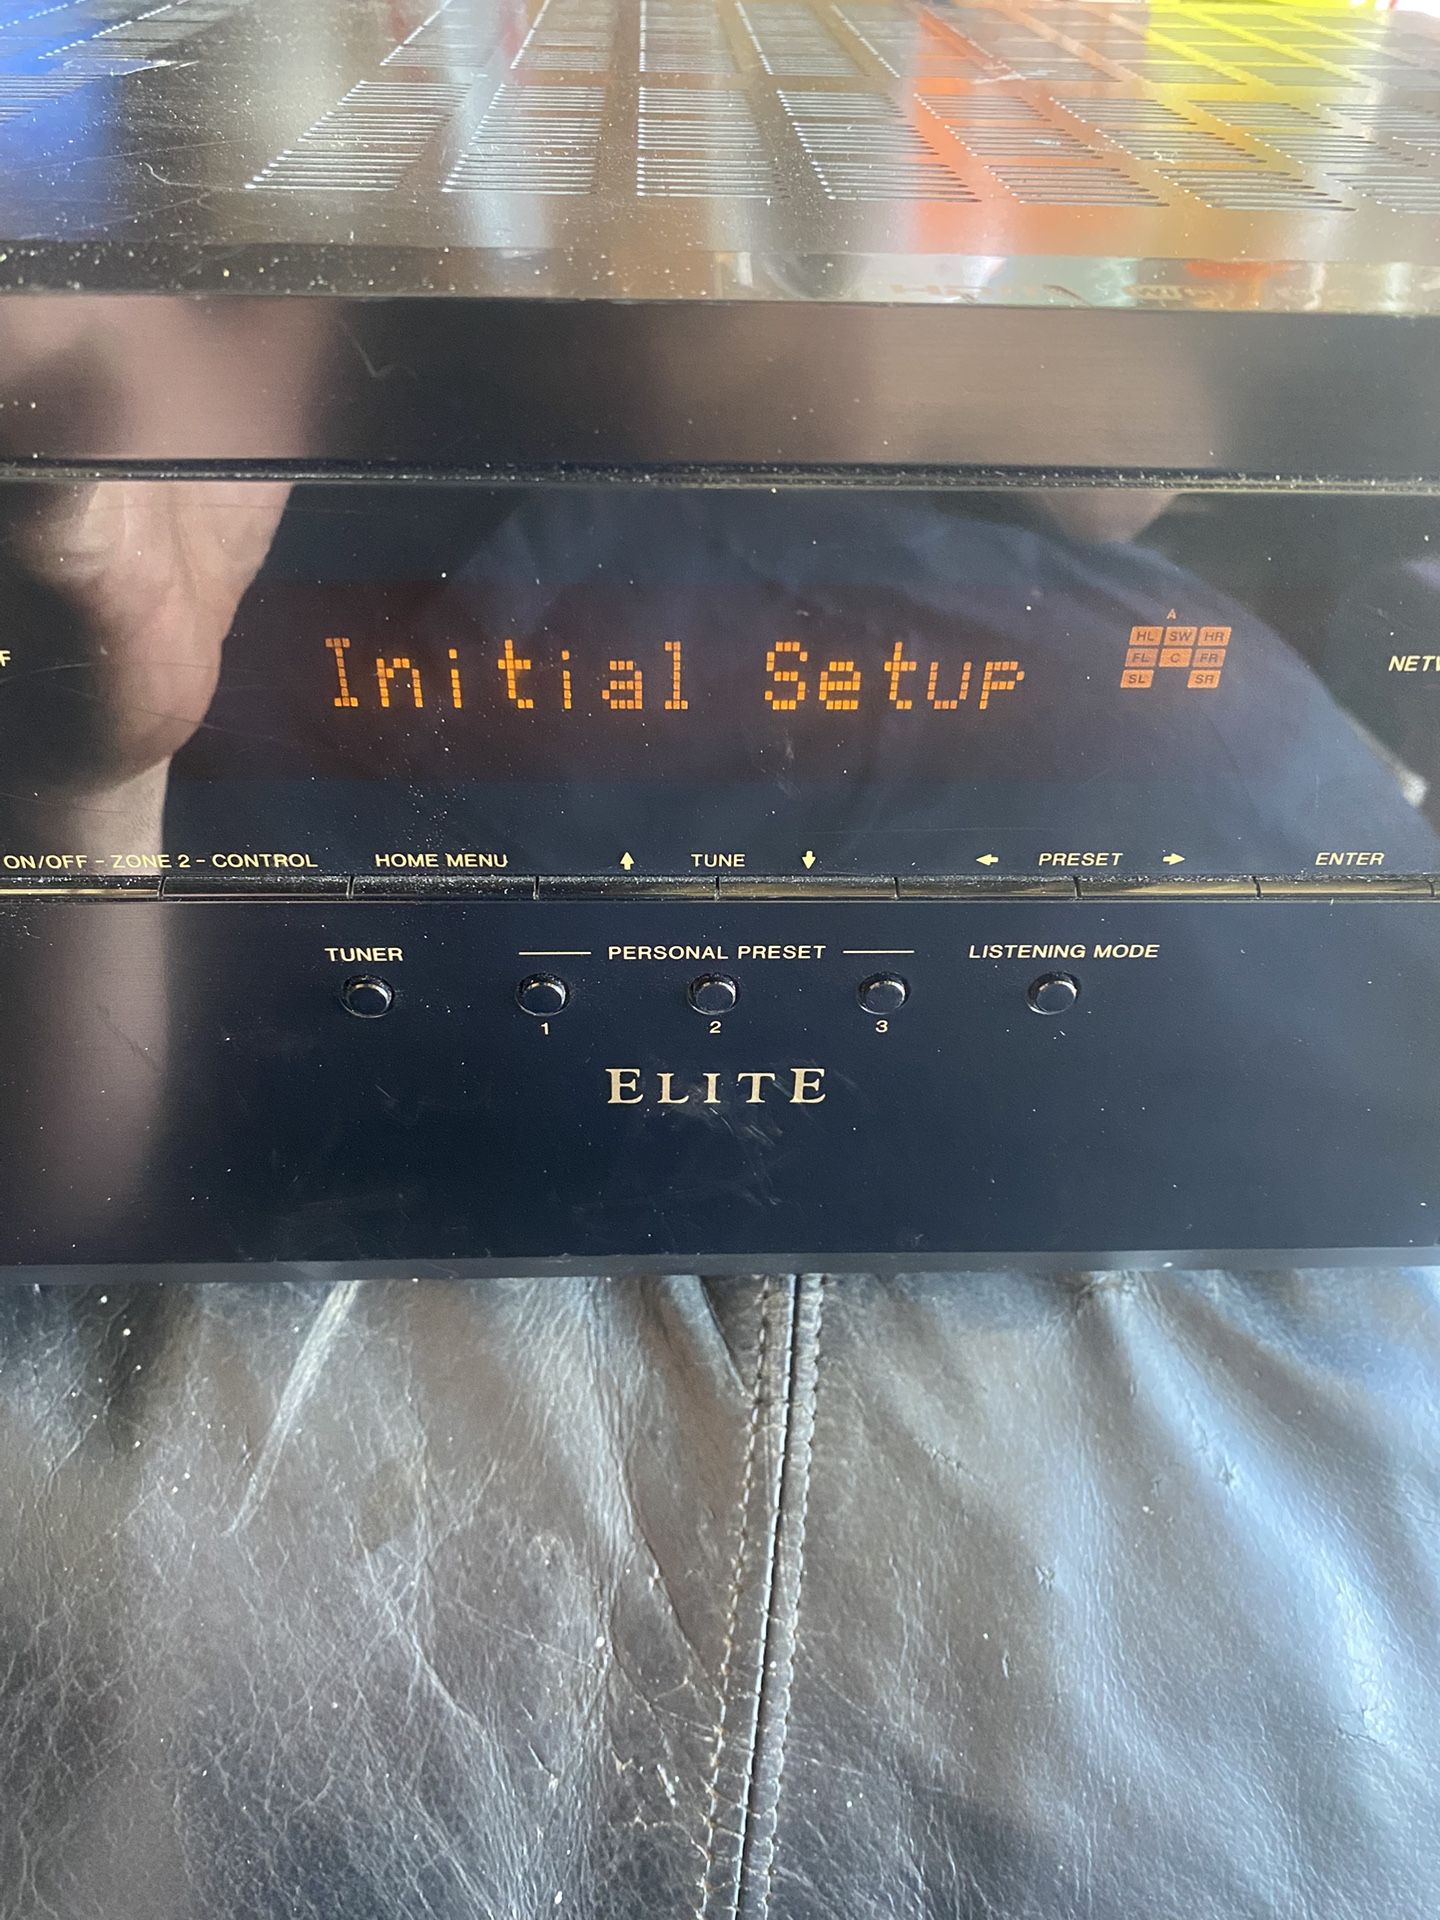 Initial Setup
A
HL SW HR
FL C FR
SL SR
ON/OFF - ZONE 2 - CONTROL HOME MENU ↑ TUNE ↓ ← PRESET → ENTER
TUNER PERSONAL PRESET LISTENING MODE
1 2 3
ELITE